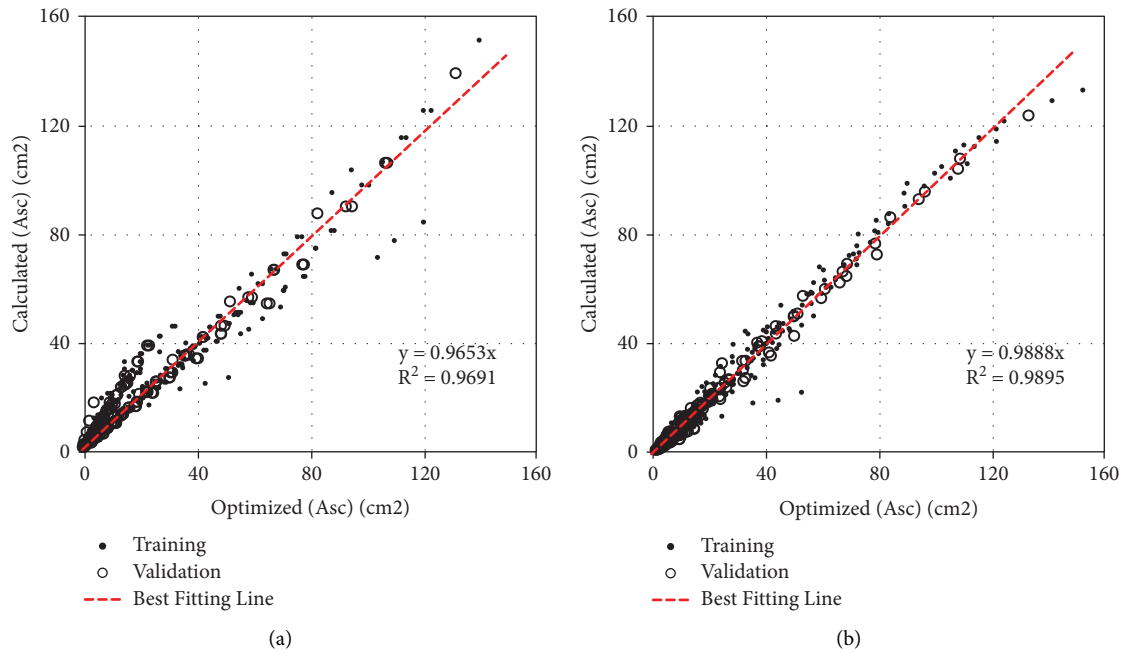 160
120
80
40
0
Calculated (Asc) (cm2)
y = 0.9653x
R² = 0.9691
0 40 80 120 160
Optimized (Asc) (cm2)
Training
Validation
Best Fitting Line
(a)
160
120
80
40
0
Calculated (Asc) (cm2)
y = 0.9888x
R² = 0.9895
0 40 80 120 160
Optimized (Asc) (cm2)
Training
Validation
Best Fitting Line
(b)